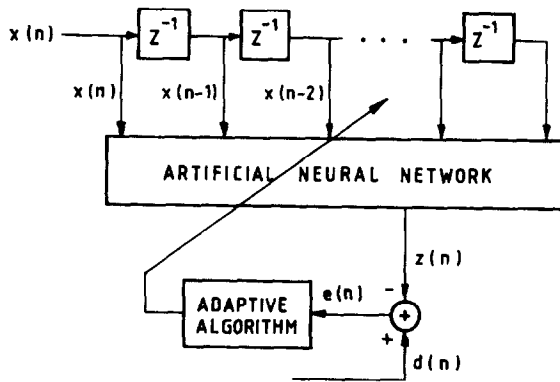 x(n) Z⁻¹ Z⁻¹ . . . Z⁻¹
x(n) x(n-1) x(n-2)
ARTIFICIAL NEURAL NETWORK
z(n)
-
e(n)
ADAPTIVE
ALGORITHM
+
+
d(n)